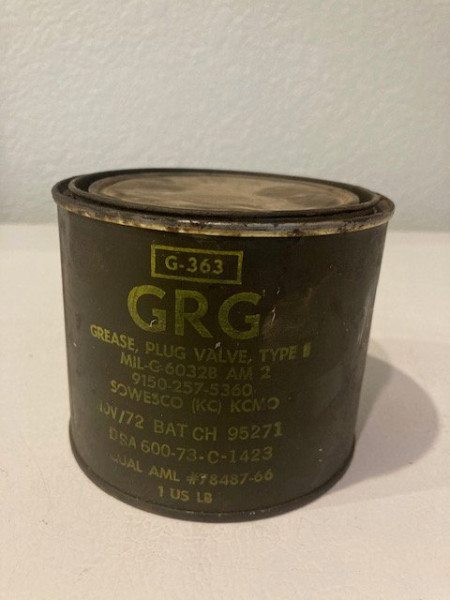 G-363
GRG
GREASE, PLUG VALVE, TYPE
MIL-G-6032B AM 2
9150-257-5360
SOWESCO (KC) KCMO
/72 BATCH 95271
DSA 600-73-C-1423
QUAL AML #78487-66
1 US LB